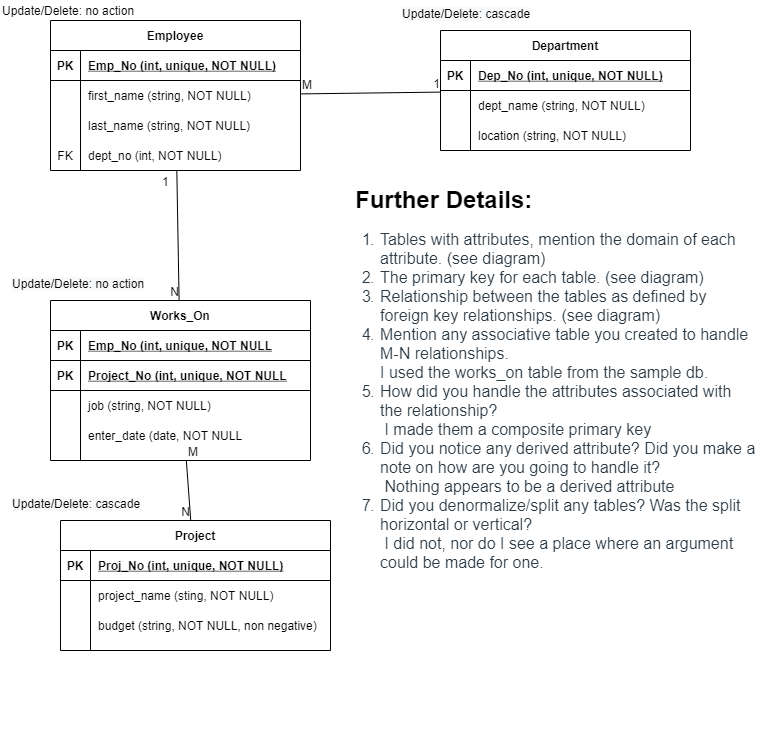 Update/Delete: no action
Employee
PK Emp_No (int, unique, NOT NULL)
first_name (string, NOT NULL)
last_name (string, NOT NULL)
FK dept_no (int, NOT NULL)
M
1
Update/Delete: cascade
Department
PK Dep_No (int, unique, NOT NULL)
dept_name (string, NOT NULL)
location (string, NOT NULL)
1
N
Update/Delete: no action
Works_On
PK Emp_No (int, unique, NOT NULL
PK Project_No (int, unique, NOT NULL
job (string, NOT NULL)
enter_date (date, NOT NULL
M
N
Update/Delete: cascade
Project
PK Proj_No (int, unique, NOT NULL)
project_name (sting, NOT NULL)
budget (string, NOT NULL, non negative)
Further Details:
1. Tables with attributes, mention the domain of each
attribute. (see diagram)
2. The primary key for each table. (see diagram)
3. Relationship between the tables as defined by
foreign key relationships. (see diagram)
4. Mention any associative table you created to handle
M-N relationships.
I used the works_on table from the sample db.
5. How did you handle the attributes associated with
the relationship?
I made them a composite primary key
6. Did you notice any derived attribute? Did you make a
note on how are you going to handle it?
Nothing appears to be a derived attribute
7. Did you denormalize/split any tables? Was the split
horizontal or vertical?
I did not, nor do I see a place where an argument
could be made for one.